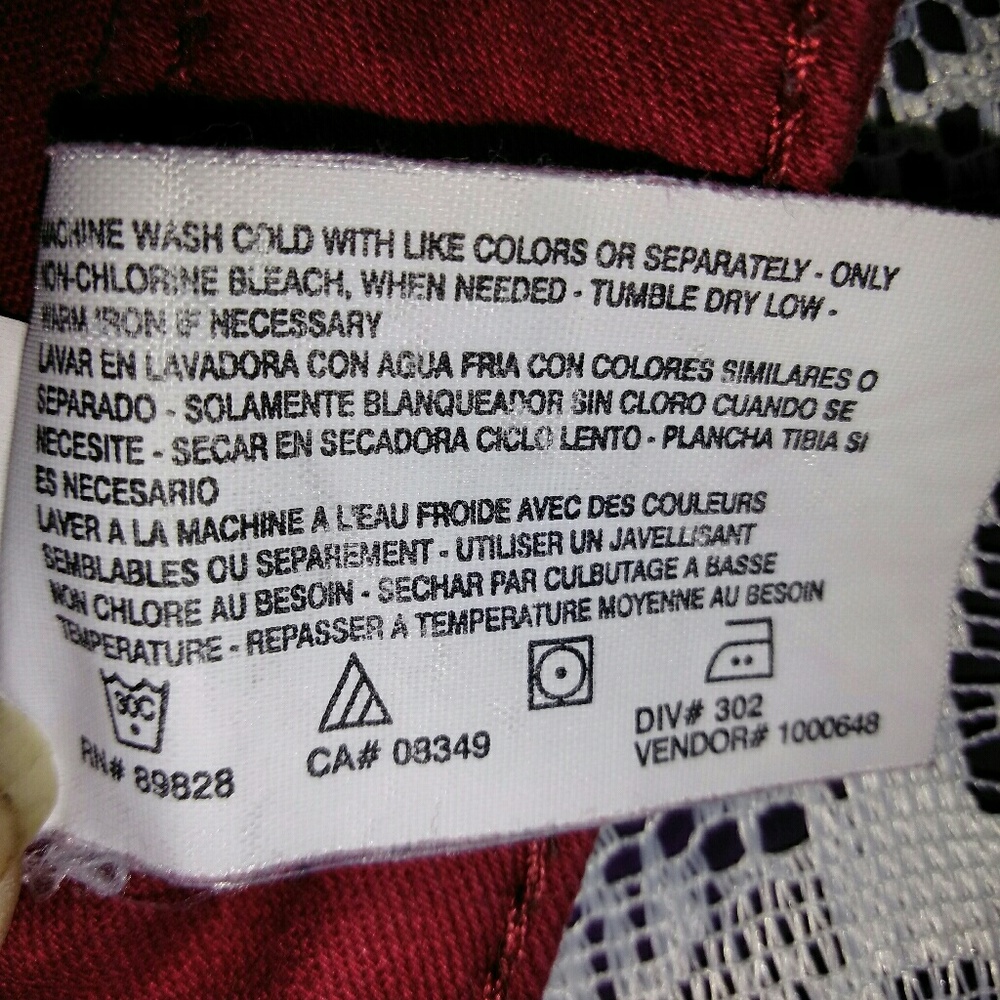 MACHINE WASH COLD WITH LIKE COLORS OR SEPARATELY - ONLY
NON-CHLORINE BLEACH, WHEN NEEDED - TUMBLE DRY LOW -
WARM IRON IF NECESSARY
LAVAR EN LAVADORA CON AGUA FRIA CON COLORES SIMILARES O
SEPARADO - SOLAMENTE BLANQUEADOR SIN CLORO CUANDO SE
NECESITE - SECAR EN SECADORA CICLO LENTO - PLANCHA TIBIA SI
ES NECESARIO
LAVER A LA MACHINE A L'EAU FROIDE AVEC DES COULEURS
SEMBLABLES OU SEPAREMENT - UTILISER UN JAVELLISANT
NON CHLORE AU BESOIN - SECHAR PAR CULBUTAGE A BASSE
TEMPERATURE - REPASSER A TEMPERATURE MOYENNE AU BESOIN
30C
RN# 89828
CA# 08349
DIV# 302
VENDOR# 1000648